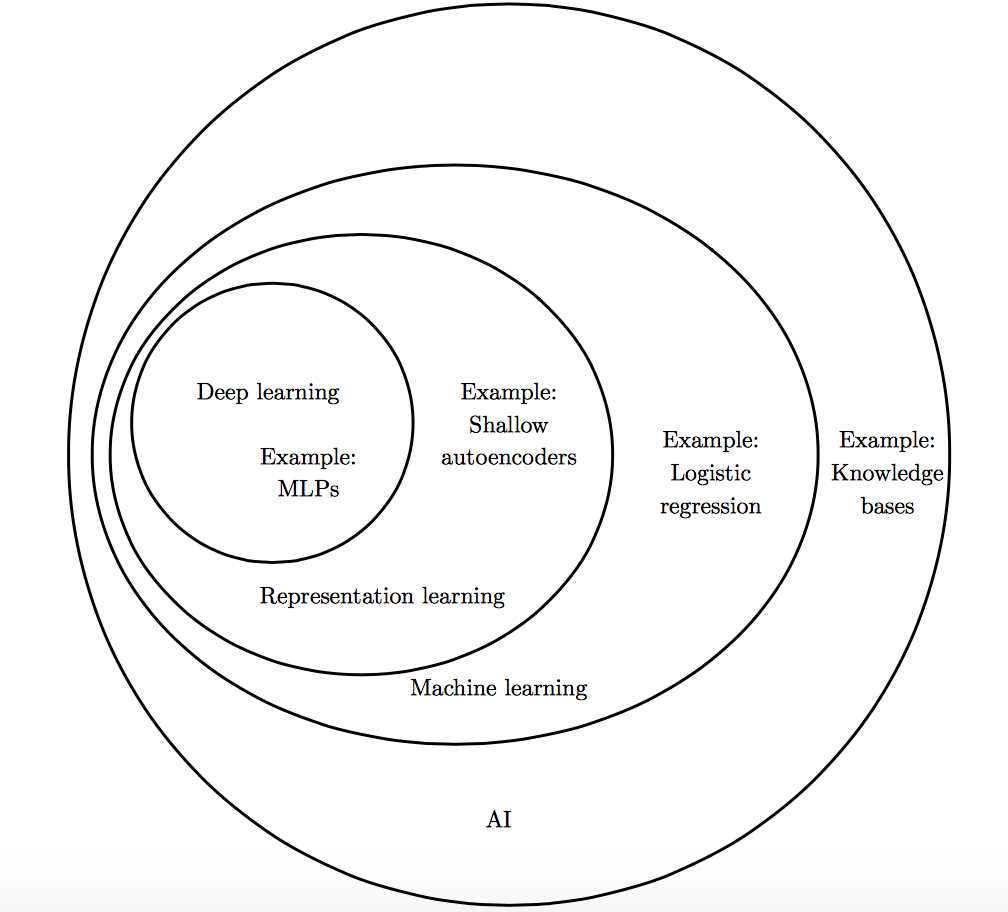 Deep learning
Example:
MLPs
Example:
Shallow
autoencoders
Example:
Logistic
regression
Example:
Knowledge
bases
Representation learning
Machine learning
AI